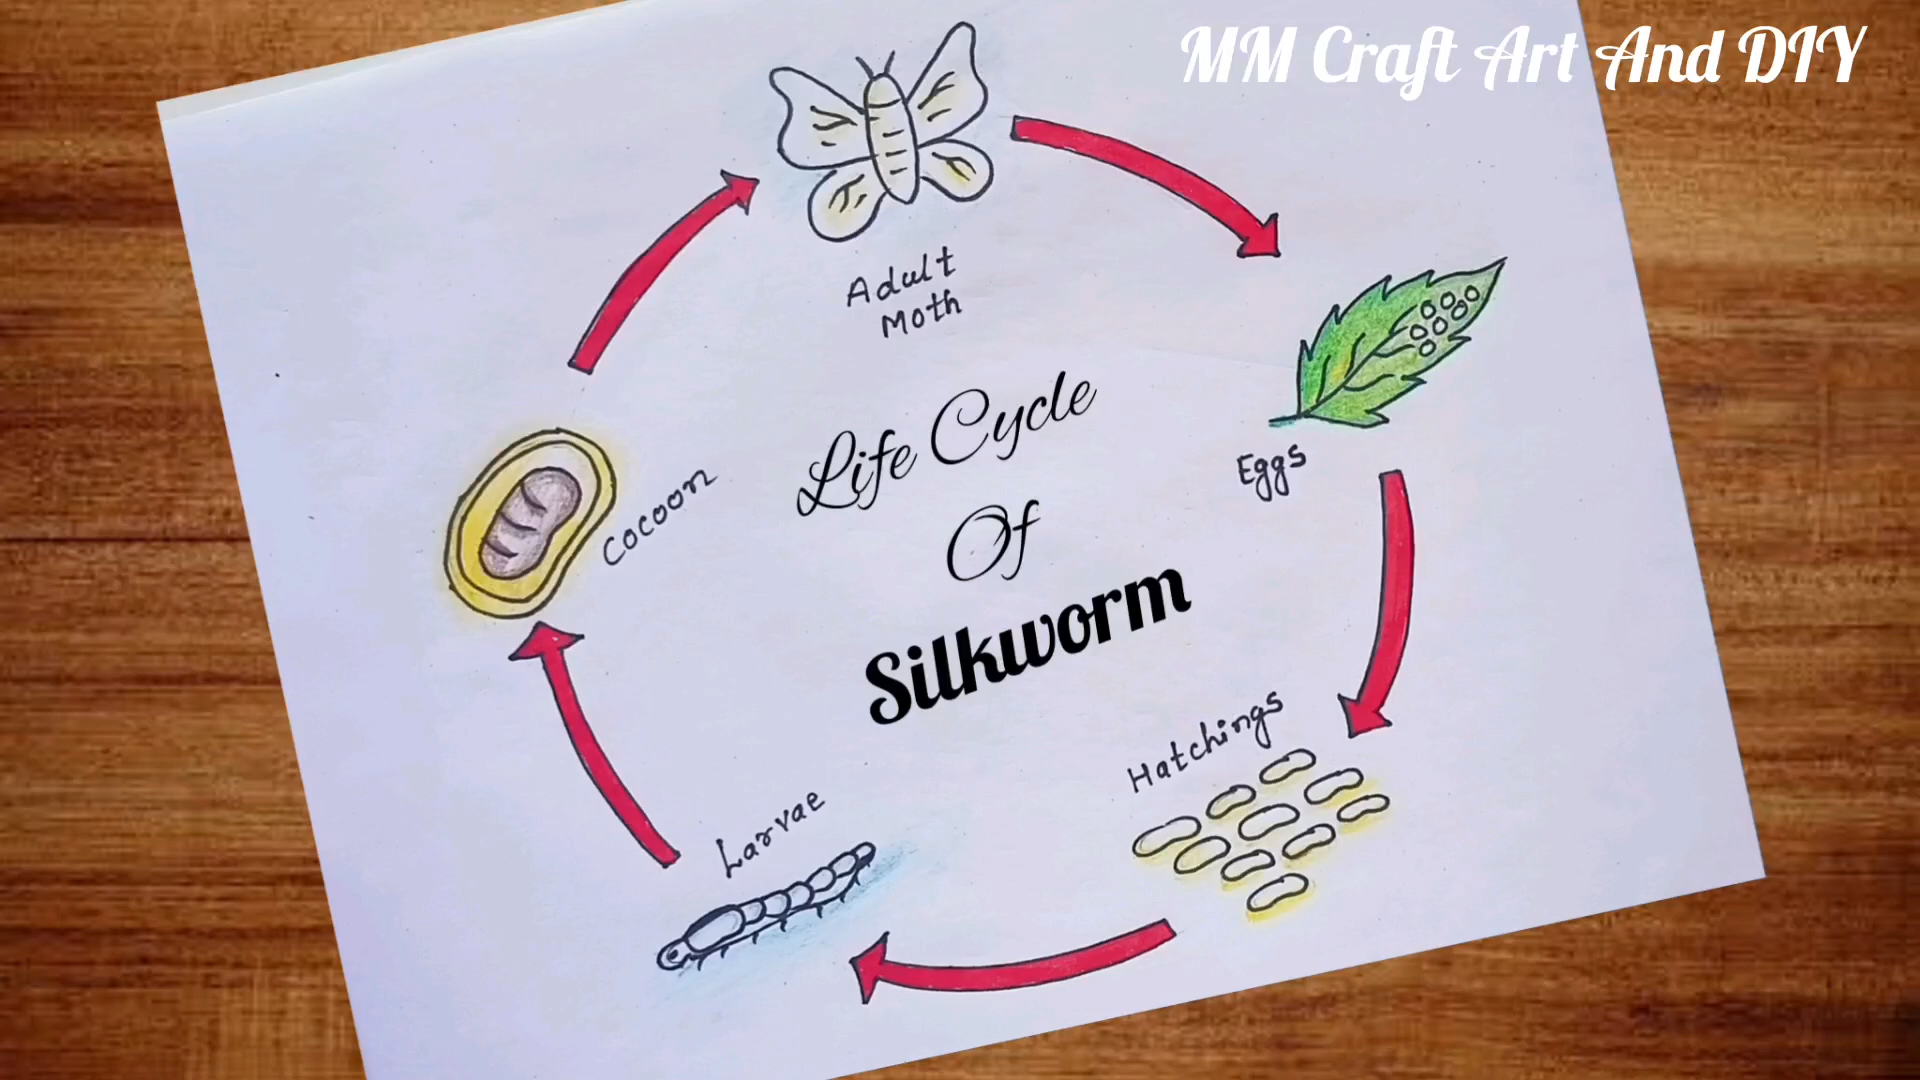 MM Craft Art And DIY
Adult
Moth
Eggs
Hatchings
Larvae
Cocoon
Life Cycle
Of
Silkworm